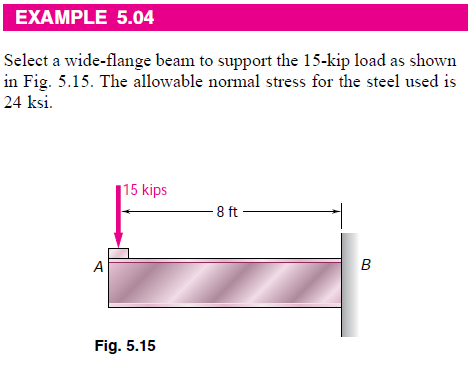 EXAMPLE 5.04
Select a wide-flange beam to support the 15-kip load as shown
in Fig. 5.15. The allowable normal stress for the steel used is
24 ksi.
15 kips
8 ft
A
B
Fig. 5.15